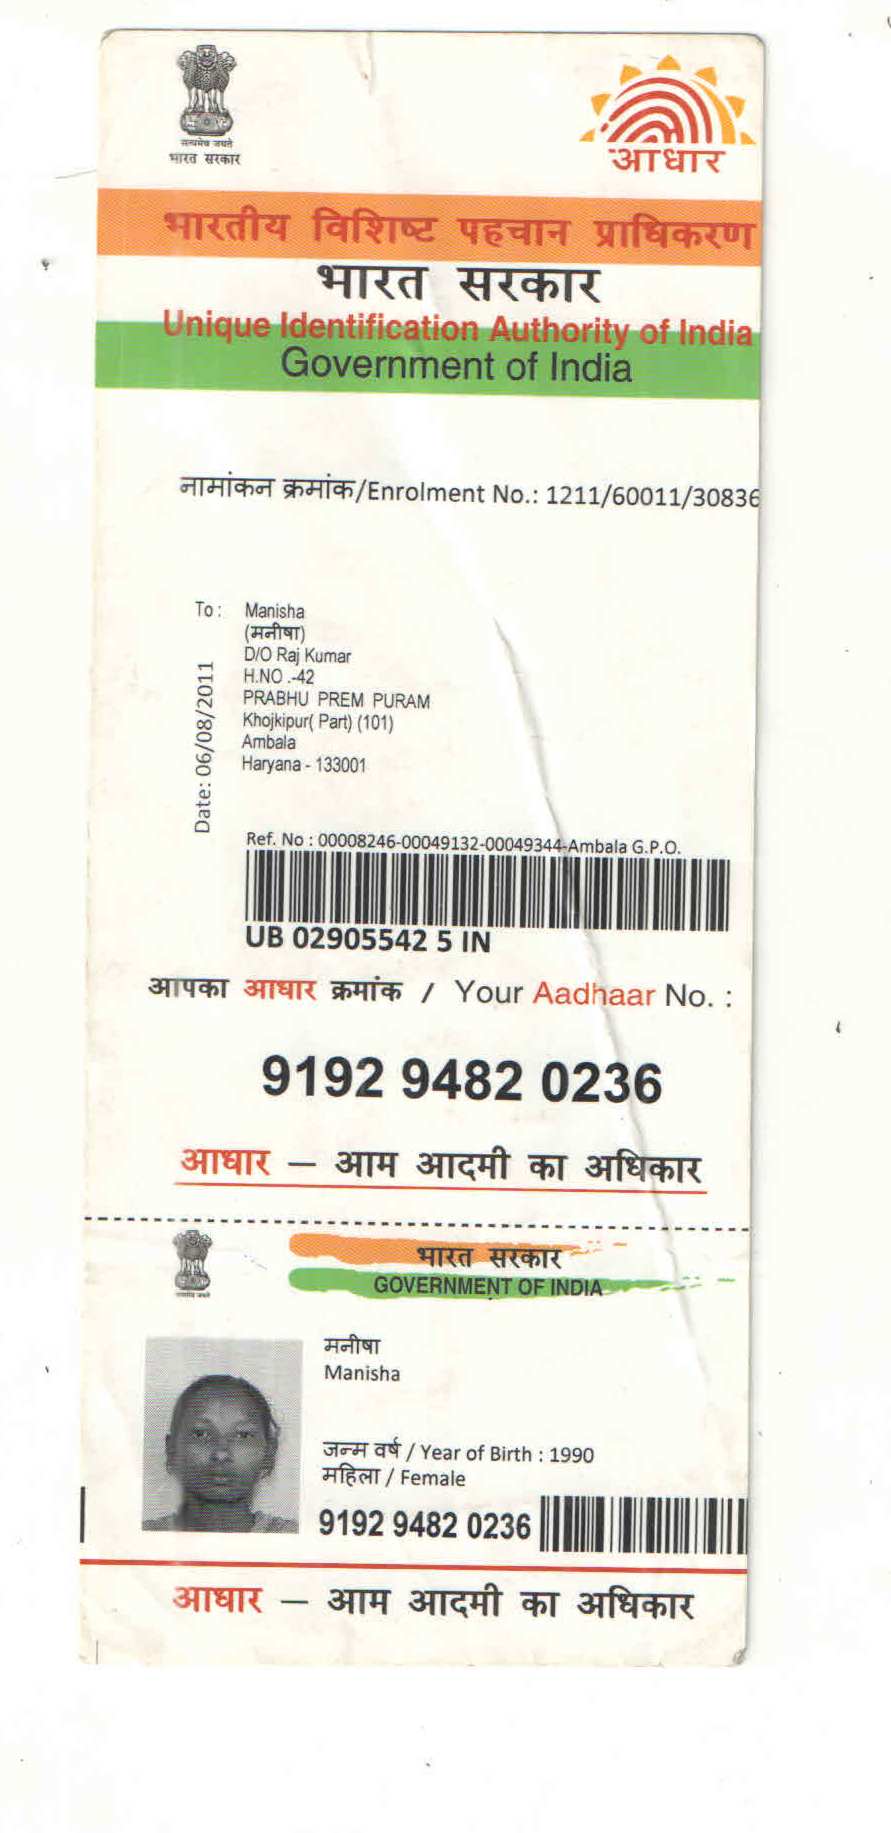 सत्यमेव जयते
भारत सरकार
आधार
भारतीय विशिष्ट पहचान प्राधिकरण
भारत सरकार
Unique Identification Authority of India
Government of India
नामांकन क्रमांक/Enrolment No.: 1211/60011/30836
To : Manisha
(मनीषा)
D/O Raj Kumar
H.NO .-42
PRABHU PREM PURAM
Khojkipur( Part) (101)
Ambala
Haryana - 133001
Date: 06/08/2011
Ref. No : 00008246-00049132-00049344-Ambala G.P.O.
UB 02905542 5 IN
आपका आधार क्रमांक / Your Aadhaar No. :
9192 9482 0236
आधार – आम आदमी का अधिकार
भारत सरकार
GOVERNMENT OF INDIA
मनीषा
Manisha
जन्म वर्ष / Year of Birth : 1990
महिला / Female
9192 9482 0236
आधार – आम आदमी का अधिकार